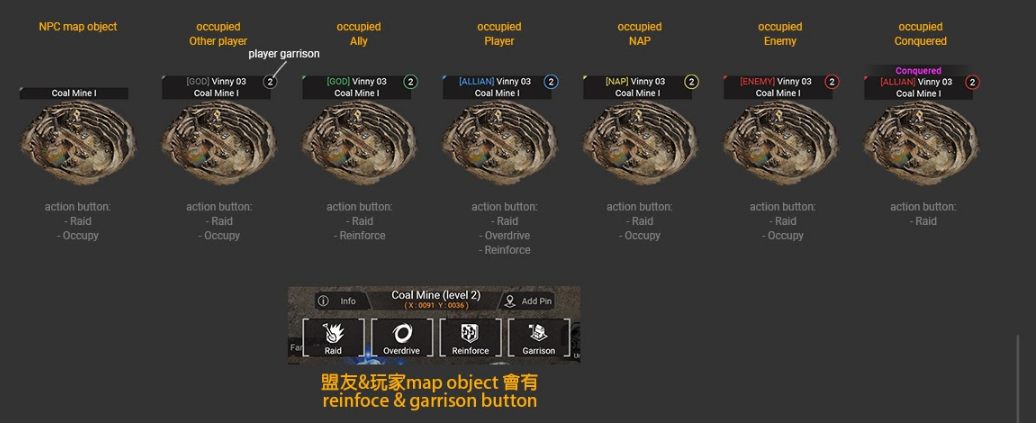 NPC map object
occupied
Other player
player garrison
occupied
Ally
occupied
Player
occupied
NAP
occupied
Enemy
occupied
Conquered
Coal Mine I
[GOD] Vinny 03 2
Coal Mine I
[GOD] Vinny 03 2
Coal Mine I
[ALLIAN] Vinny 03 2
Coal Mine I
[NAP] Vinny 03 2
Coal Mine I
[ENEMY] Vinny 03 2
Coal Mine I
Conquered
[ALLIAN] Vinny 03 2
Coal Mine I
action button:
- Raid
- Occupy
action button:
- Raid
- Occupy
action button:
- Raid
- Reinforce
action button:
- Raid
- Overdrive
- Reinforce
action button:
- Raid
- Occupy
action button:
- Raid
- Occupy
action button:
- Raid
Info
Coal Mine (level 2)
( X : 0091 Y : 0036 )
Add Pin
Raid
Overdrive
Reinforce
Garrison
盟友&玩家map object 會有
reinfoce & garrison button